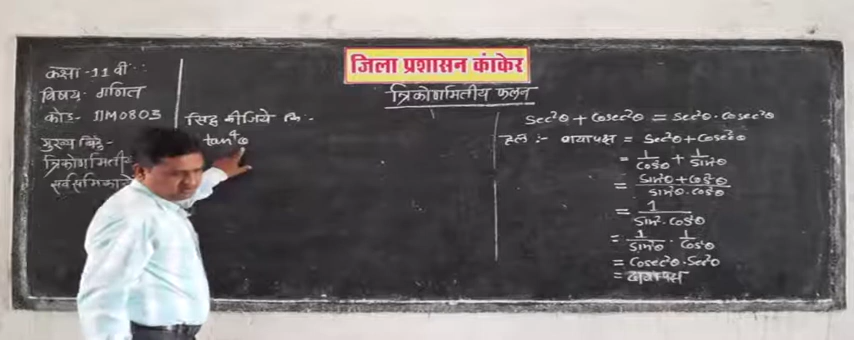 जिला प्रशासन कांकेर
त्रिकोणमितीय फलन
कक्षा - 11 वी
विषय - गणित
कोड - 11M0803
मुख्य बिंदु -
त्रिकोणमितीय
सर्वसमिकाये
सिद्ध कीजिये कि :-
tan⁴θ
sec²θ + cosec²θ = sec²θ · cosec²θ
हल :- बायापक्ष = sec²θ + cosec²θ
= 1/cos²θ + 1/sin²θ
= (sin²θ + cos²θ)/(sin²θ · cos²θ)
= 1/(sin² · cos²θ)
= 1/sin²θ · 1/cos²θ
= cosec²θ · sec²θ
= दायापक्ष